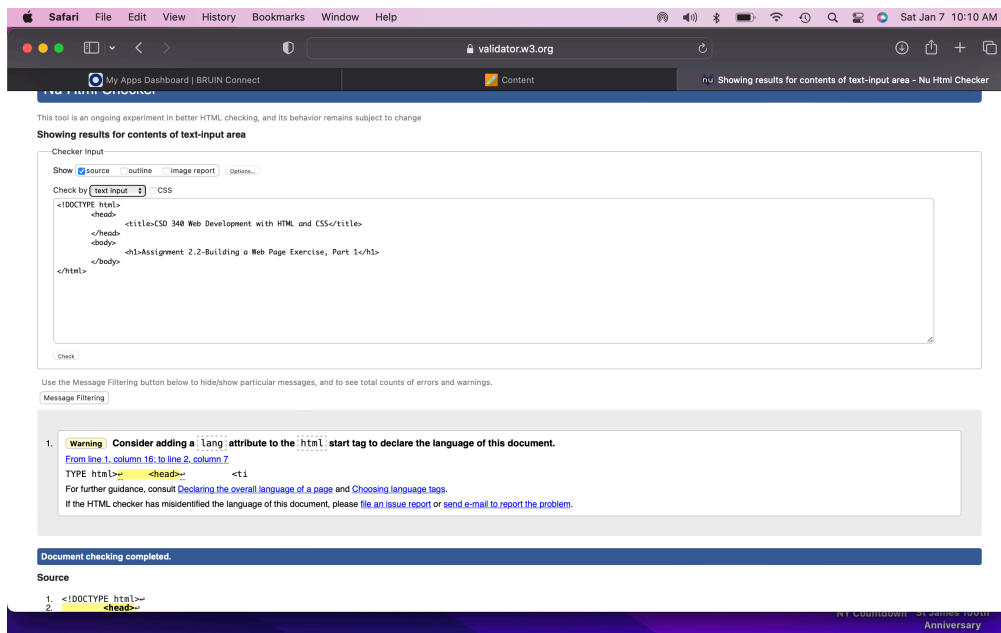 Safari File Edit View History Bookmarks Window Help Sat Jan 7 10:10 AM
validator.w3.org
My Apps Dashboard | BRUIN Connect Content Showing results for contents of text-input area - Nu Html Checker
Nu Html Checker
This tool is an ongoing experiment in better HTML checking, and its behavior remains subject to change
Showing results for contents of text-input area
Checker Input
Show source outline image report Options...
Check by text input CSS
<!DOCTYPE html>
<head>
<title>CSD 340 Web Development with HTML and CSS</title>
</head>
<body>
<h1>Assignment 2.2-Building a Web Page Exercise, Part 1</h1>
</body>
</html>
Check
Use the Message Filtering button below to hide/show particular messages, and to see total counts of errors and warnings.
Message Filtering
1. Warning Consider adding a lang attribute to the html start tag to declare the language of this document.
From line 1, column 16; to line 2, column 7
TYPE html>↩ <head>↩ <ti
For further guidance, consult Declaring the overall language of a page and Choosing language tags.
If the HTML checker has misidentified the language of this document, please file an issue report or send e-mail to report the problem.
Document checking completed.
Source
1. <!DOCTYPE html>↩
2. <head>↩
NY Countdown St James 100th
Anniversary